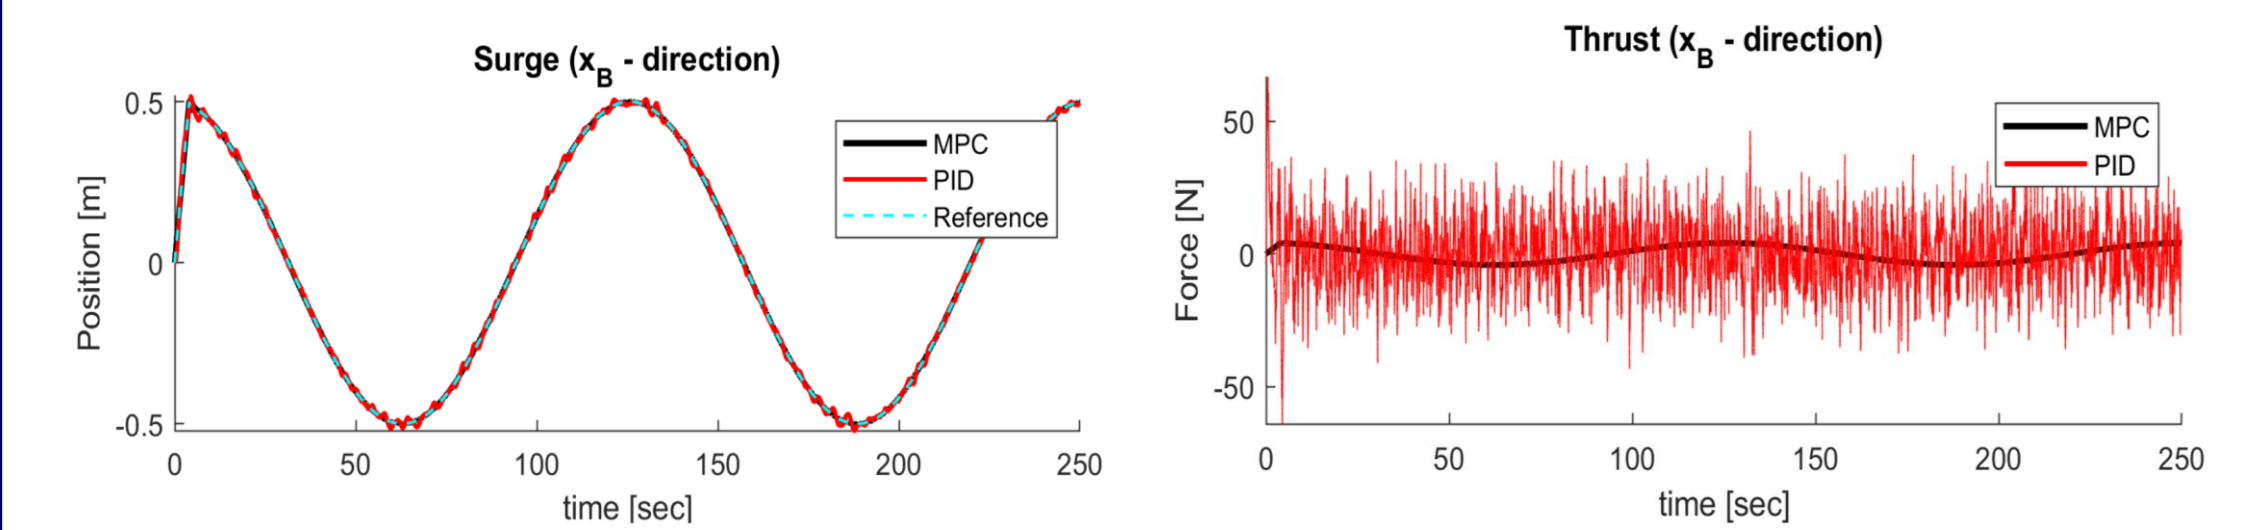 Surge (x_B - direction)
0.5
0
-0.5
Position [m]
MPC
PID
Reference
0 50 100 150 200 250
time [sec]
Thrust (x_B - direction)
50
0
-50
Force [N]
MPC
PID
0 50 100 150 200 250
time [sec]